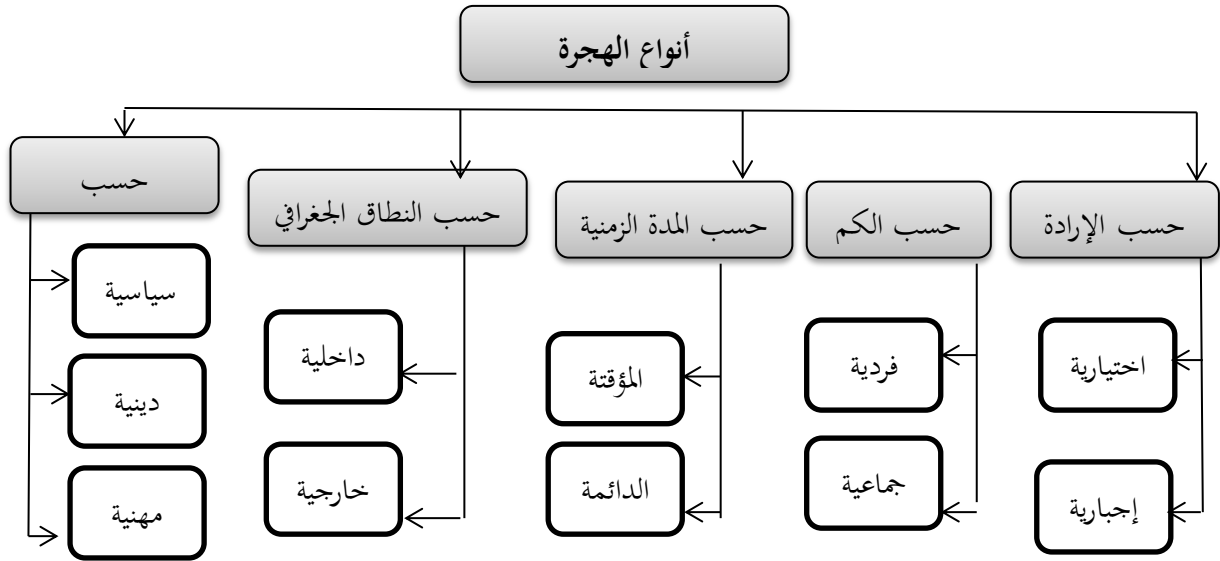 أنواع الهجرة
حسب الإرادة
اختيارية
إجبارية
حسب الكم
فردية
جماعية
حسب المدة الزمنية
المؤقتة
الدائمة
حسب النطاق الجغرافي
داخلية
خارجية
حسب
سياسية
دينية
مهنية